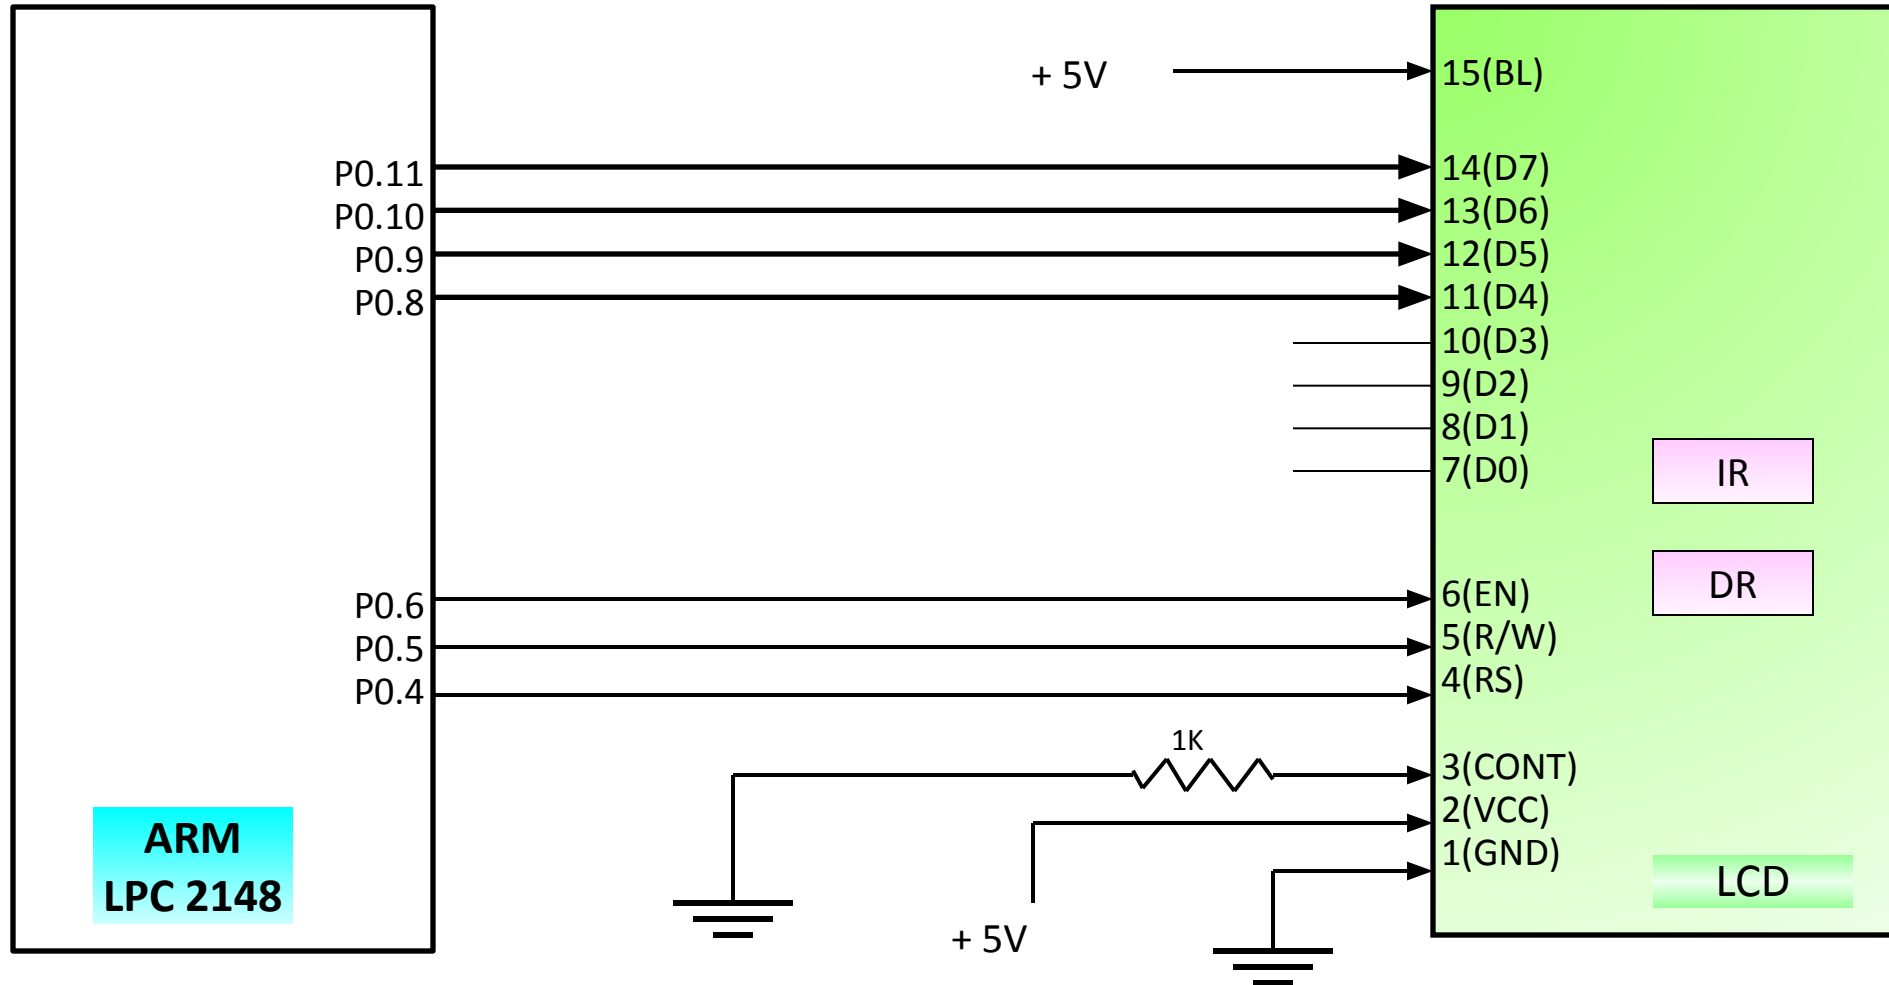 + 5V
15(BL)
P0.11
14(D7)
P0.10
13(D6)
P0.9
12(D5)
P0.8
11(D4)
10(D3)
9(D2)
8(D1)
7(D0)
IR
DR
P0.6
6(EN)
P0.5
5(R/W)
P0.4
4(RS)
1K
3(CONT)
2(VCC)
1(GND)
ARM
LPC 2148
LCD
+ 5V